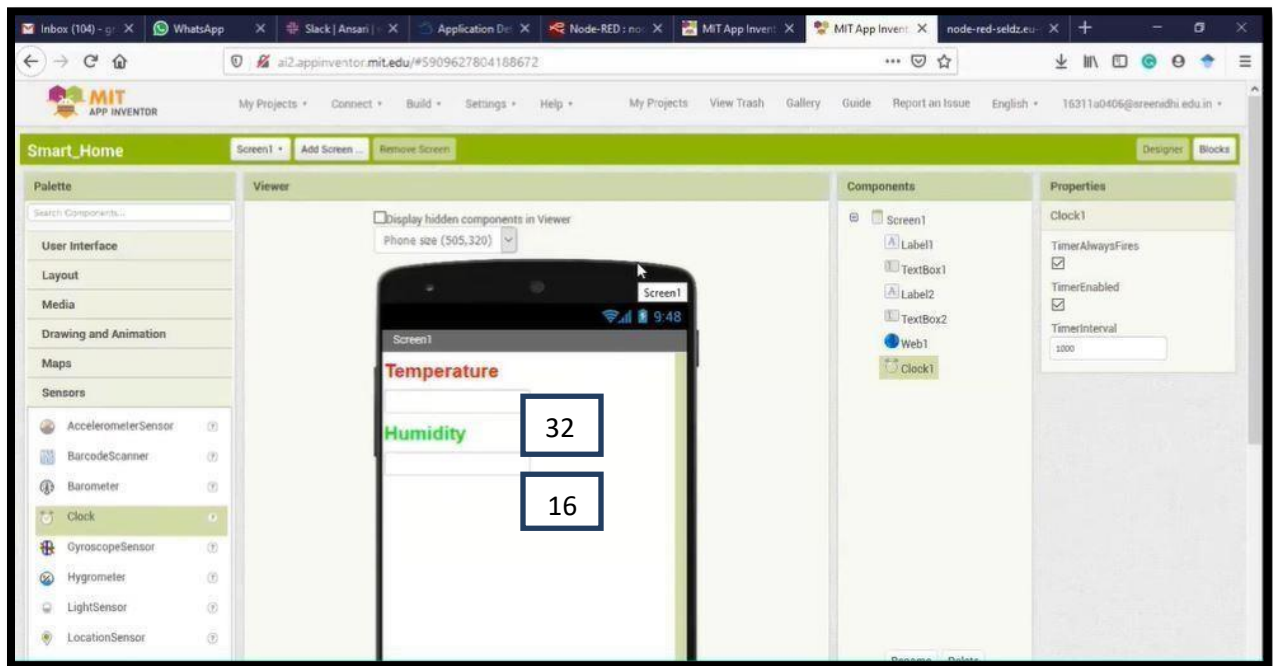 Inbox (104) - g
WhatsApp
Slack | Ansari |
Application De
Node-RED : no
MIT App Inven
MIT App Inven
node-red-seldz.eu-
ai2.appinventor.mit.edu/#5909627804188672
MIT
APP INVENTOR
My Projects
Connect
Build
Settings
Help
My Projects
View Trash
Gallery
Guide
Report an Issue
English
16311a0406@sreenidhi.edu.in
Smart_Home
Screen1
Add Screen ...
Remove Screen
Designer
Blocks
Palette
Search Components...
User Interface
Layout
Media
Drawing and Animation
Maps
Sensors
AccelerometerSensor
BarcodeScanner
Barometer
Clock
GyroscopeSensor
Hygrometer
LightSensor
LocationSensor
Viewer
Display hidden components in Viewer
Phone size (505,320)
Screen1
9:48
Screen1
Temperature
32
Humidity
16
Components
Screen1
Label1
TextBox1
Label2
TextBox2
Web1
Clock1
Rename
Delete
Properties
Clock1
TimerAlwaysFires
TimerEnabled
TimerInterval
1000